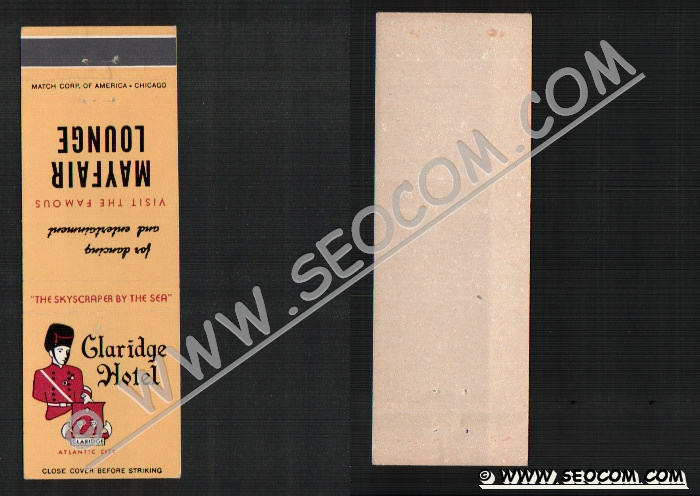 MATCH CORP. OF AMERICA • CHICAGO
for dancing
and entertainment
VISIT THE FAMOUS
MAYFAIR
LOUNGE
"THE SKYSCRAPER BY THE SEA"
Claridge
Hotel
CLARIDGE
ATLANTIC CITY
CLOSE COVER BEFORE STRIKING
© WWW.SEOCOM.COM
© WWW.SEOCOM.COM